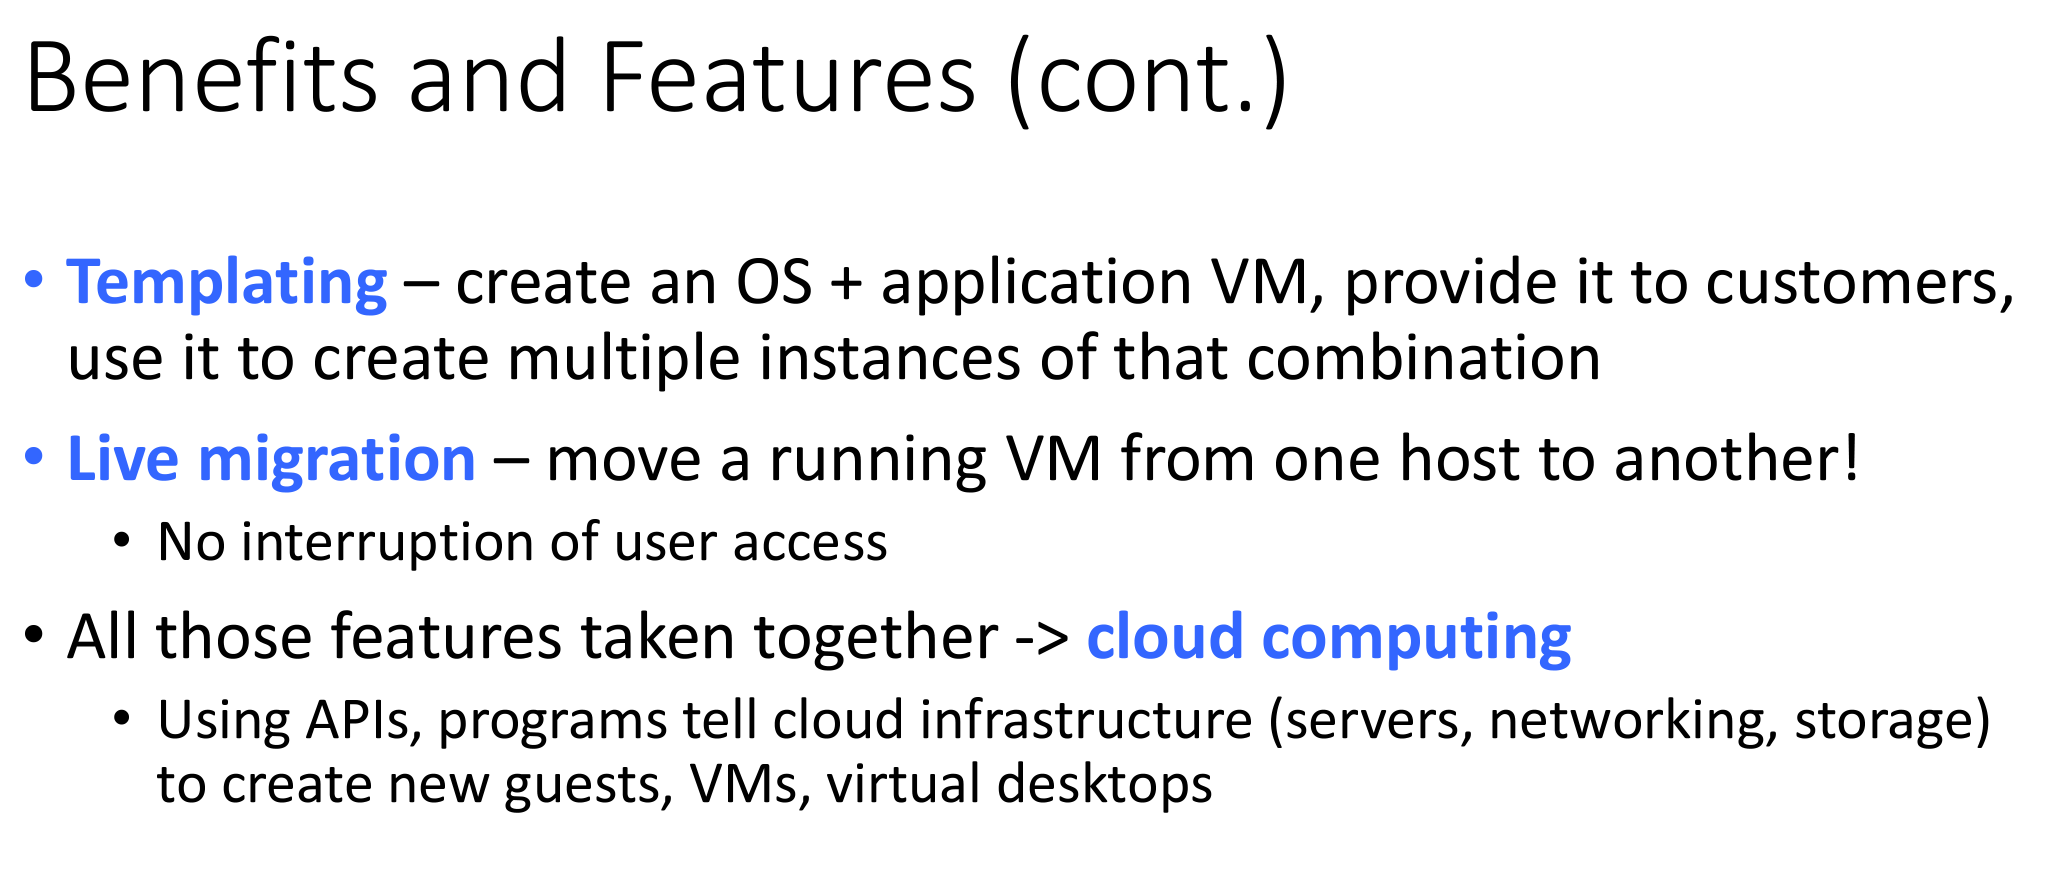 Benefits and Features (cont.)
• Templating – create an OS + application VM, provide it to customers,
use it to create multiple instances of that combination
• Live migration – move a running VM from one host to another!
• No interruption of user access
• All those features taken together -> cloud computing
• Using APIs, programs tell cloud infrastructure (servers, networking, storage)
to create new guests, VMs, virtual desktops